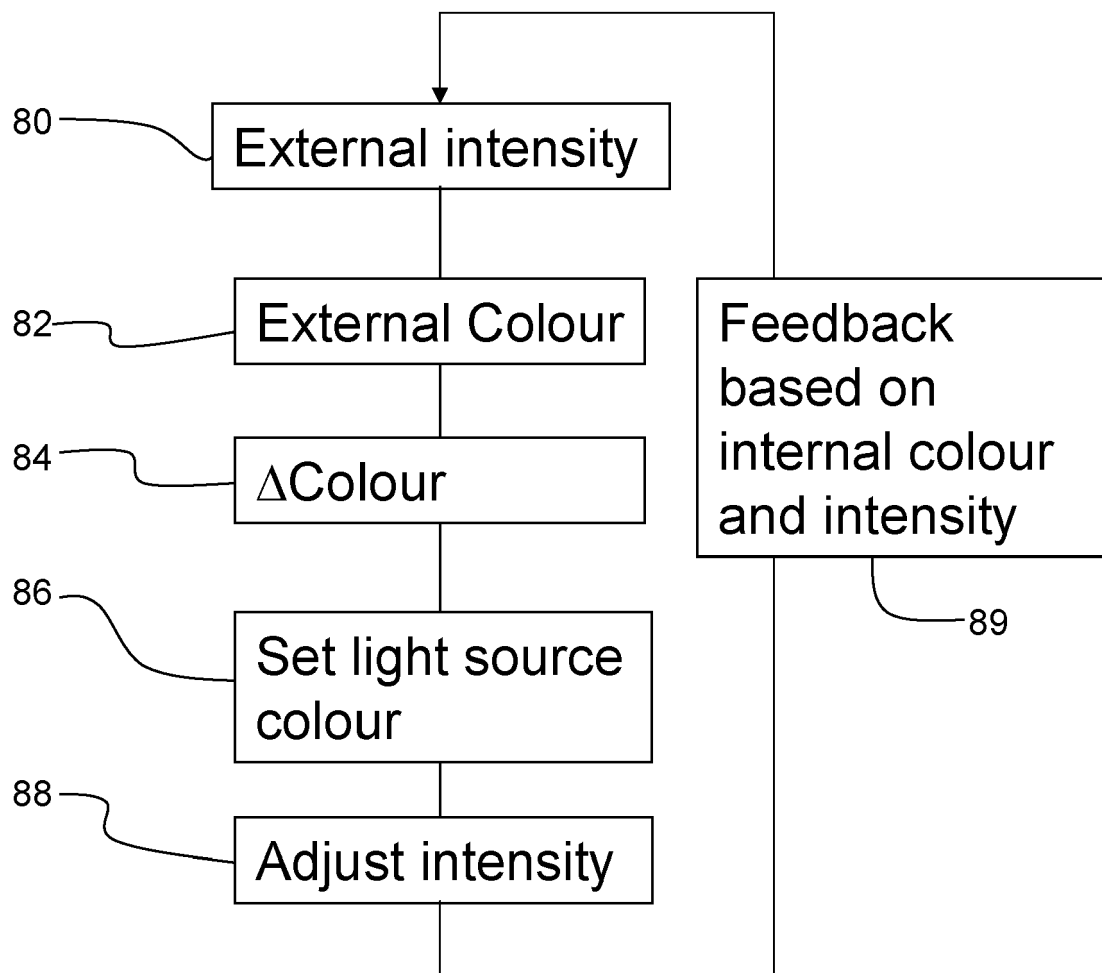 80
External intensity
82
External Colour
84
ΔColour
86
Set light source
colour
88
Adjust intensity
Feedback
based on
internal colour
and intensity
89